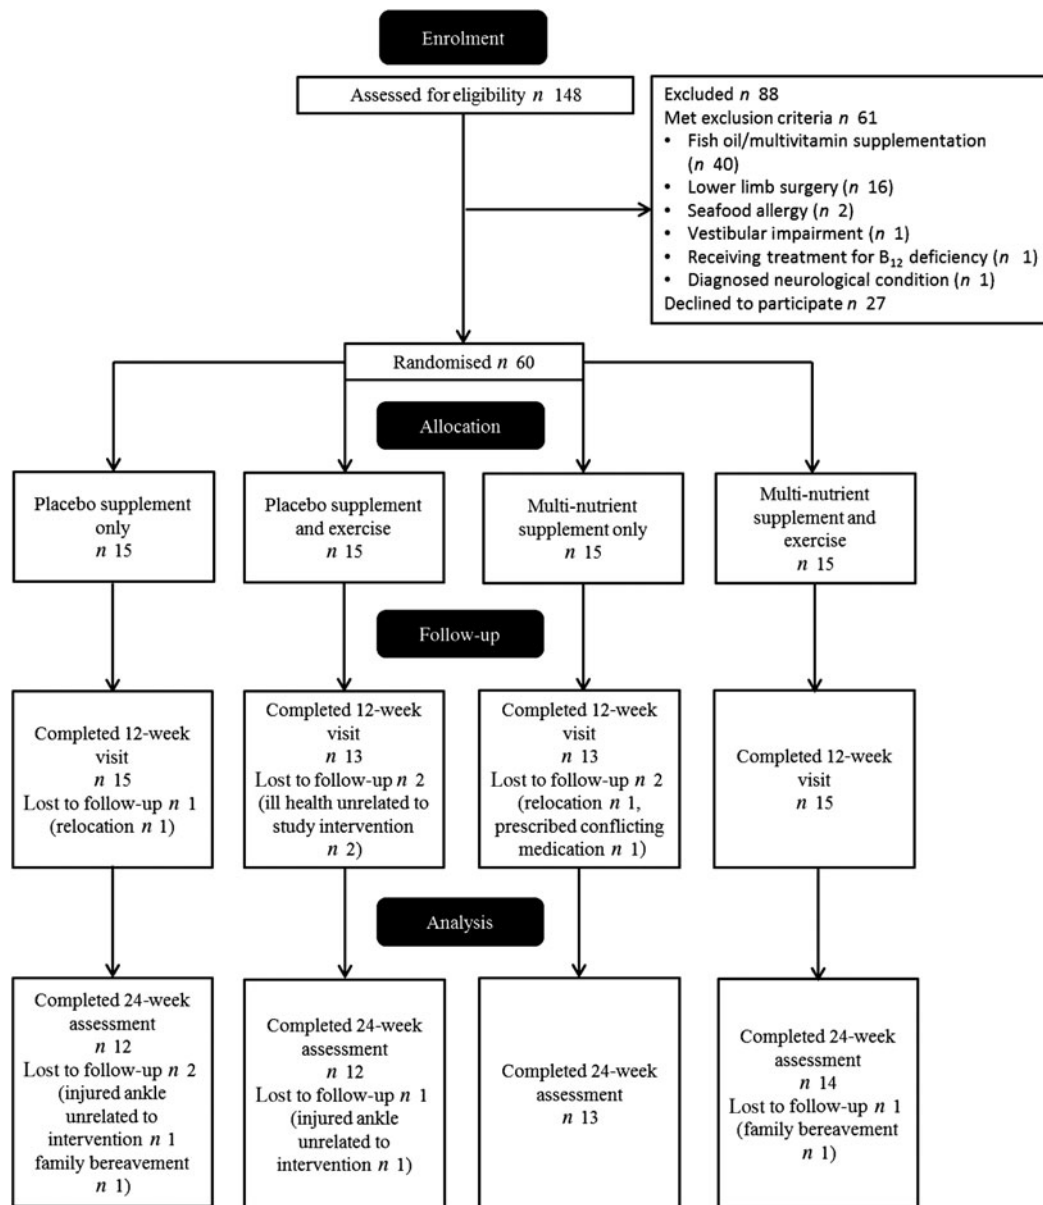 Enrolment
Assessed for eligibility n 148
Excluded n 88
Met exclusion criteria n 61
• Fish oil/multivitamin supplementation
(n 40)
• Lower limb surgery (n 16)
• Seafood allergy (n 2)
• Vestibular impairment (n 1)
• Receiving treatment for B12 deficiency (n 1)
• Diagnosed neurological condition (n 1)
Declined to participate n 27
Randomised n 60
Allocation
Placebo supplement
only
n 15
Placebo supplement
and exercise
n 15
Multi-nutrient
supplement only
n 15
Multi-nutrient
supplement and
exercise
n 15
Follow-up
Completed 12-week
visit
n 15
Lost to follow-up n 1
(relocation n 1)
Completed 12-week
visit
n 13
Lost to follow-up n 2
(ill health unrelated to
study intervention
n 2)
Completed 12-week
visit
n 13
Lost to follow-up n 2
(relocation n 1,
prescribed conflicting
medication n 1)
Completed 12-week
visit
n 15
Analysis
Completed 24-week
assessment
n 12
Lost to follow-up n 2
(injured ankle
unrelated to
intervention n 1
family bereavement
n 1)
Completed 24-week
assessment
n 12
Lost to follow-up n 1
(injured ankle
unrelated to
intervention n 1)
Completed 24-week
assessment
n 13
Completed 24-week
assessment
n 14
Lost to follow-up n 1
(family bereavement
n 1)